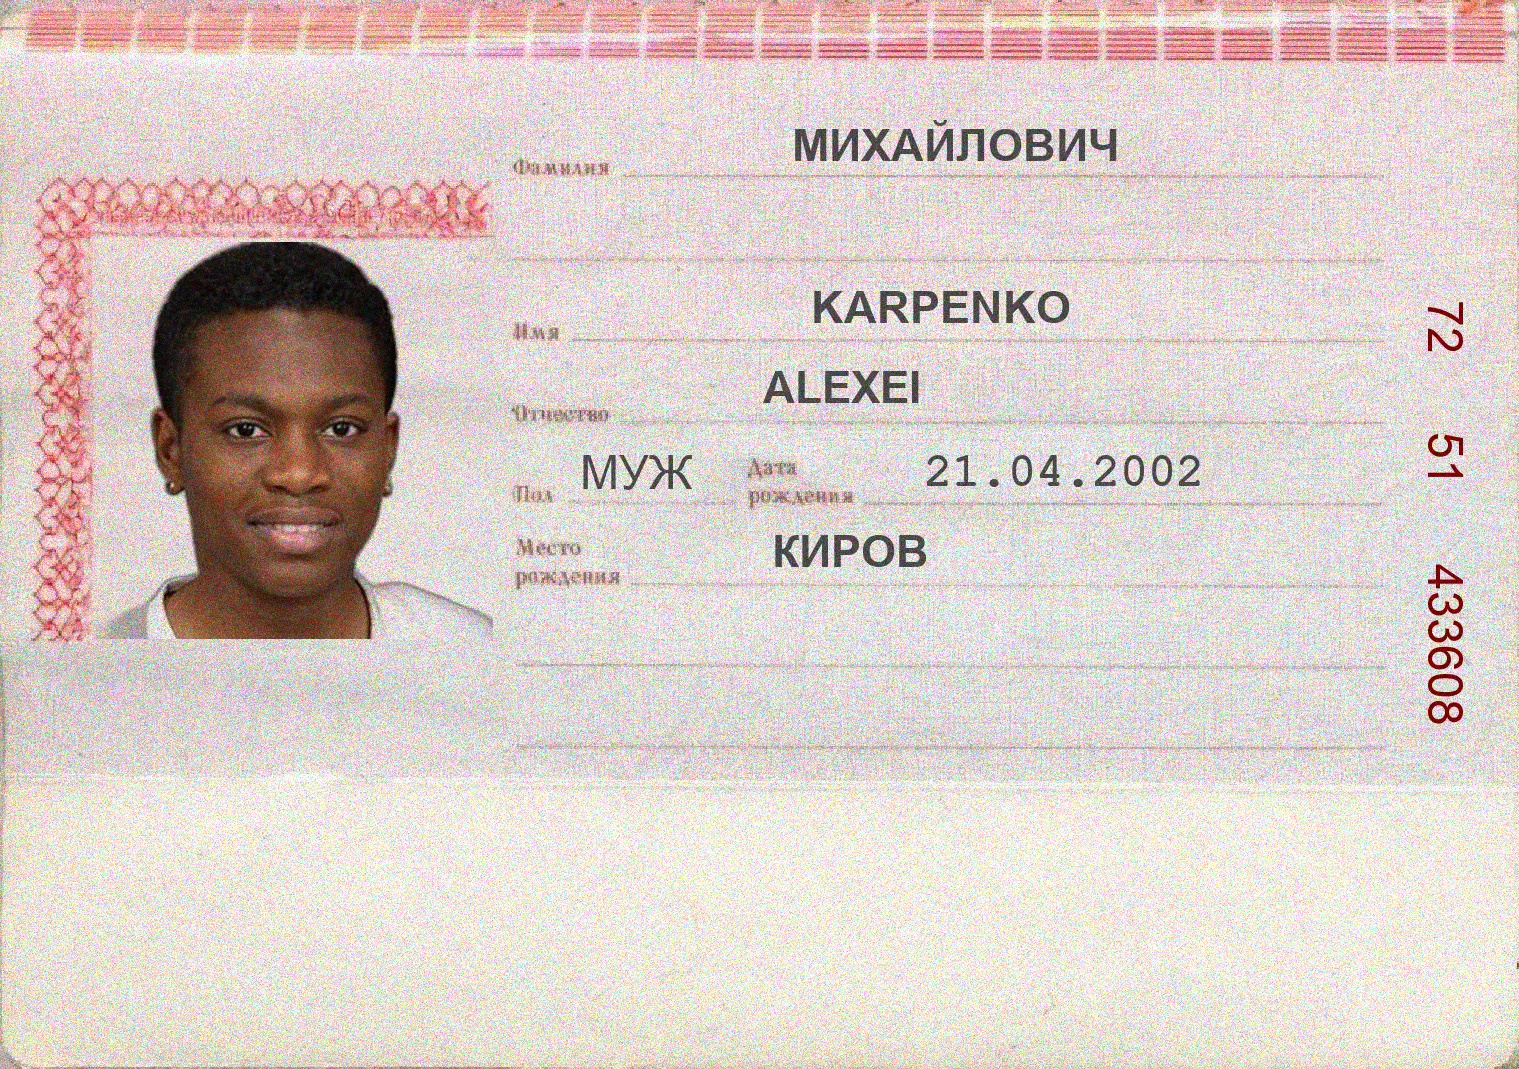 Фамилия МИХАЙЛОВИЧ
Имя KARPENKO
Отчество ALEXEI
Пол МУЖ Дата рождения 21.04.2002
Место рождения КИРОВ
72 51 433608